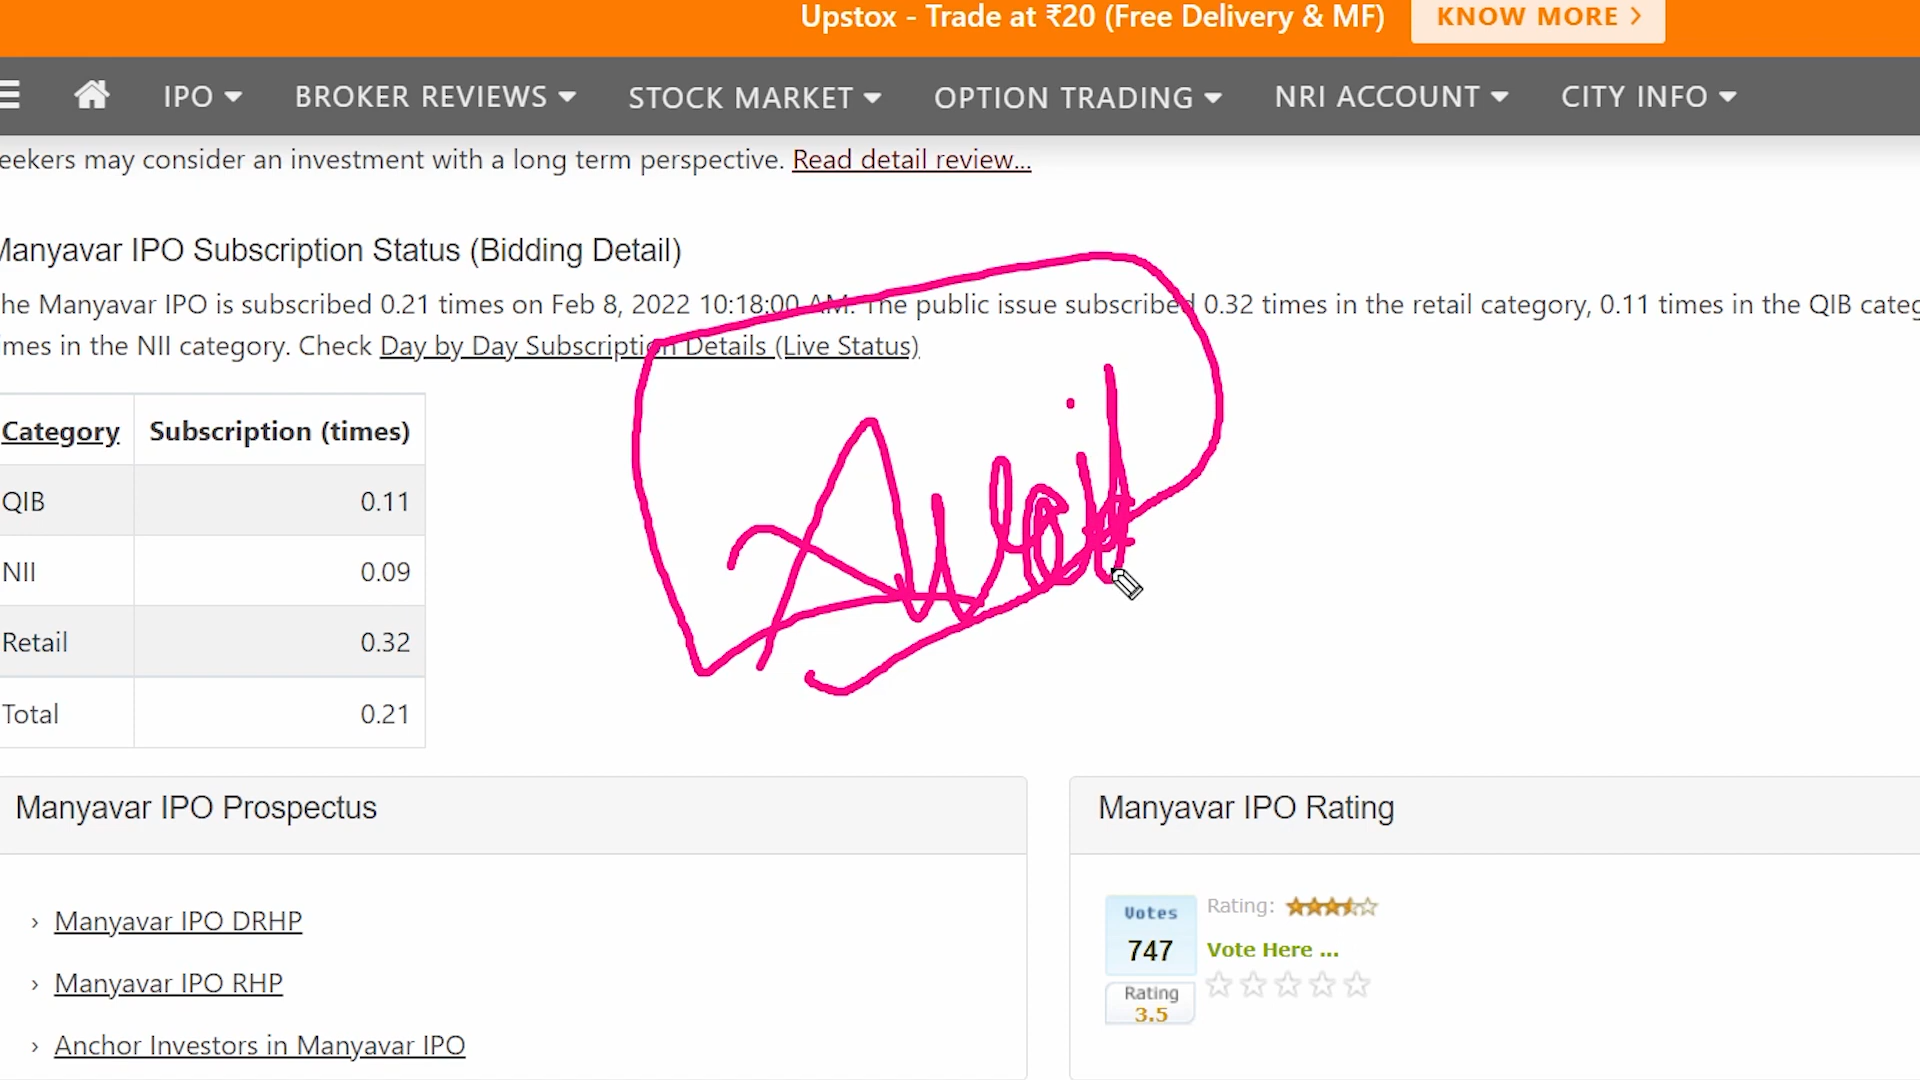 Upstox - Trade at ₹20 (Free Delivery & MF) KNOW MORE
IPO BROKER REVIEWS STOCK MARKET OPTION TRADING NRI ACCOUNT CITY INFO
eekers may consider an investment with a long term perspective. Read detail review...
Manyavar IPO Subscription Status (Bidding Detail)
he Manyavar IPO is subscribed 0.21 times on Feb 8, 2022 10:18:00 AM. The public issue subscribed 0.32 times in the retail category, 0.11 times in the QIB categ
imes in the NII category. Check Day by Day Subscription Details (Live Status)
Category Subscription (times)
QIB 0.11
NII 0.09
Retail 0.32
Total 0.21
Avoid
Manyavar IPO Prospectus
› Manyavar IPO DRHP
› Manyavar IPO RHP
› Anchor Investors in Manyavar IPO
Manyavar IPO Rating
Votes
747
Rating
3.5
Rating:
Vote Here ...